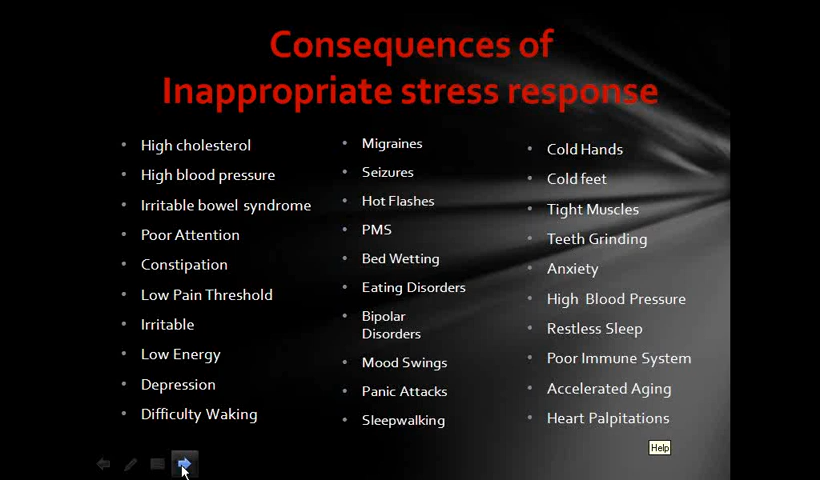 Consequences of
Inappropriate stress response
• High cholesterol
• High blood pressure
• Irritable bowel syndrome
• Poor Attention
• Constipation
• Low Pain Threshold
• Irritable
• Low Energy
• Depression
• Difficulty Waking
• Migraines
• Seizures
• Hot Flashes
• PMS
• Bed Wetting
• Eating Disorders
• Bipolar
Disorders
• Mood Swings
• Panic Attacks
• Sleepwalking
• Cold Hands
• Cold feet
• Tight Muscles
• Teeth Grinding
• Anxiety
• High Blood Pressure
• Restless Sleep
• Poor Immune System
• Accelerated Aging
• Heart Palpitations
Help